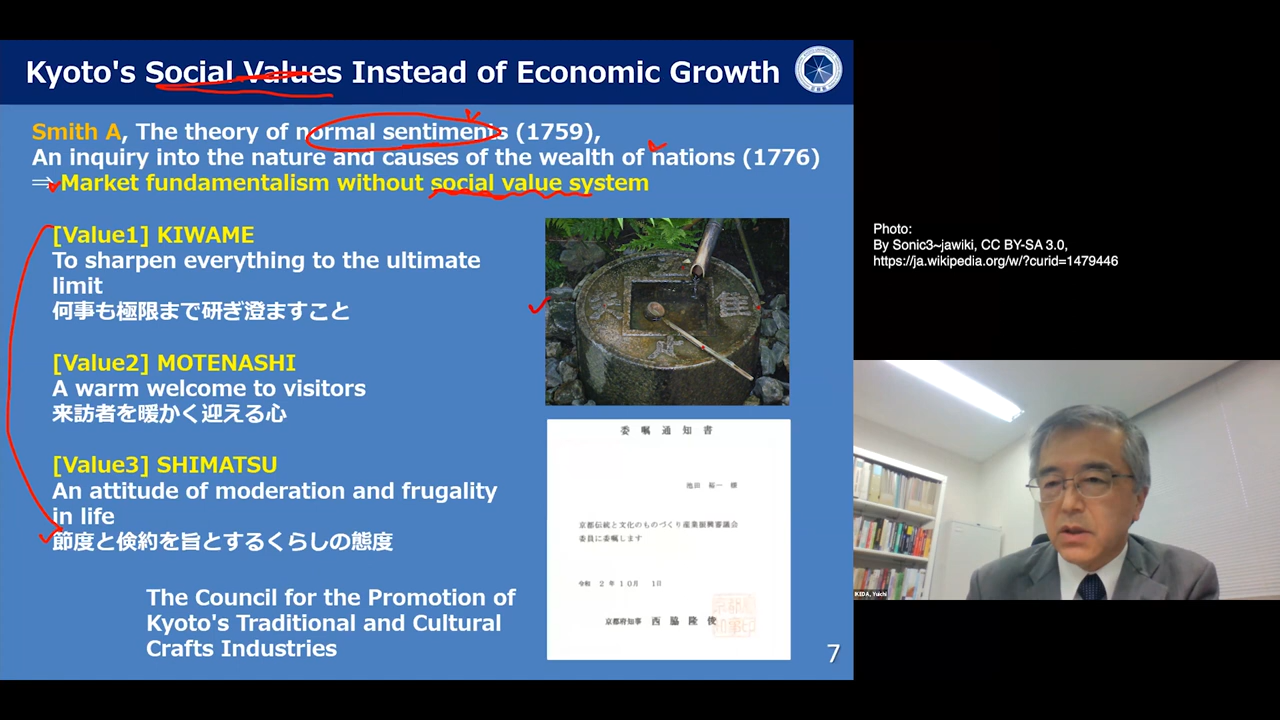 Kyoto's Social Values Instead of Economic Growth
Smith A, The theory of normal sentiments (1759),
An inquiry into the nature and causes of the wealth of nations (1776)
⇒ Market fundamentalism without social value system
[Value1] KIWAME
To sharpen everything to the ultimate
limit
何事も極限まで研ぎ澄ますこと
[Value2] MOTENASHI
A warm welcome to visitors
来訪者を暖かく迎える心
[Value3] SHIMATSU
An attitude of moderation and frugality
in life
節度と倹約を旨とするくらしの態度
The Council for the Promotion of
Kyoto's Traditional and Cultural
Crafts Industries
委嘱通知書
池田 裕一 様
京都伝統と文化のものづくり産業振興審議会
委員に委嘱します
令和 2年10月 1日
京都府知事 西脇隆俊
7
Photo:
By Sonic3~jawiki, CC BY-SA 3.0,
https://ja.wikipedia.org/w/?curid=1479446
IKEDA, Yuichi